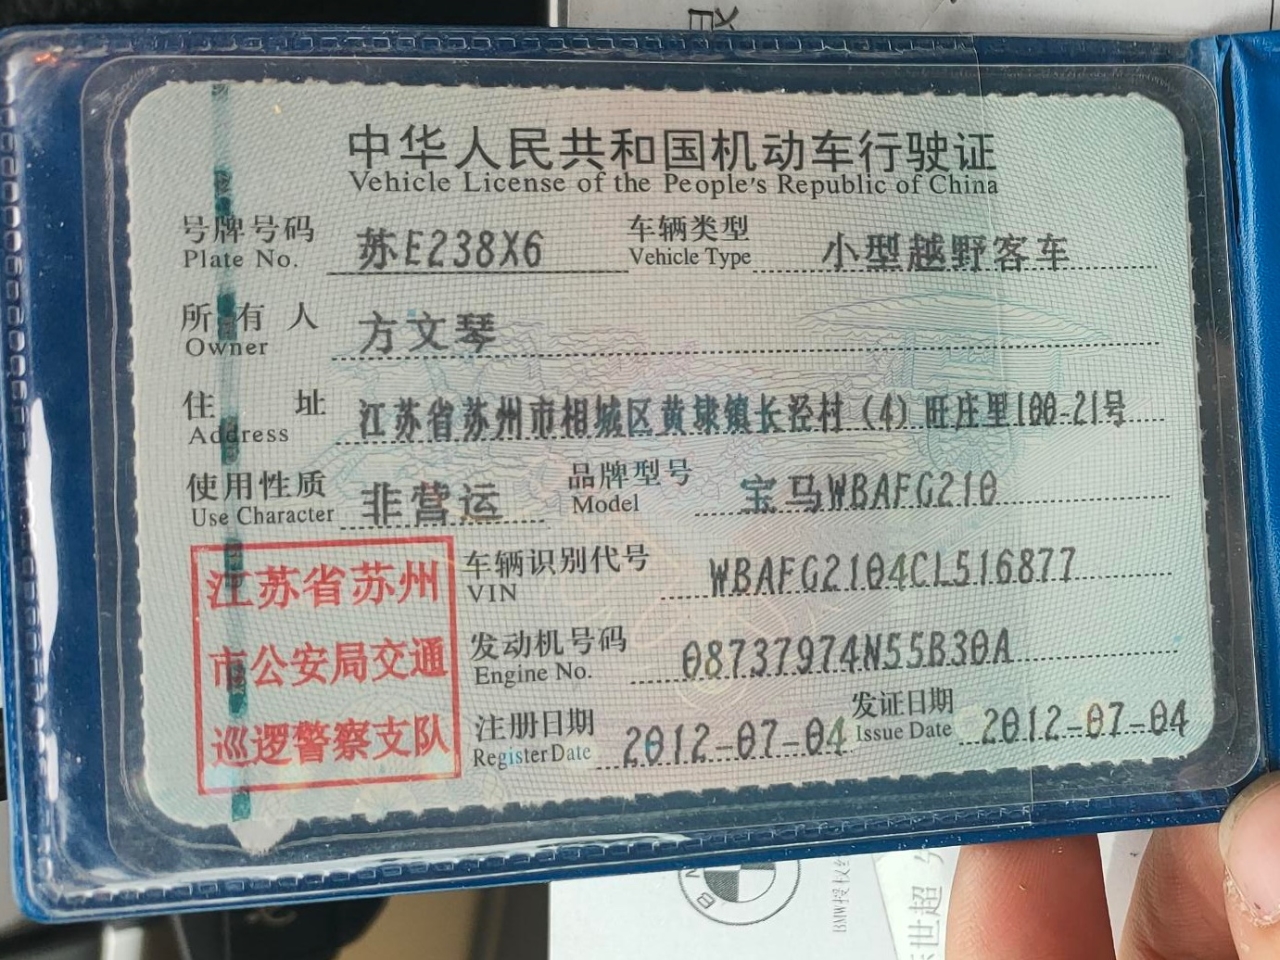 中华人民共和国机动车行驶证
Vehicle License of the People's Republic of China
号牌号码 苏E238X6 车辆类型 小型越野客车
Plate No. Vehicle Type
所有人 方文琴
Owner
住址 江苏省苏州市相城区黄埭镇长泾村（4）旺庄里100-21号
Address
使用性质 非营运 品牌型号 宝马WBAFG210
Use Character Model
江苏省苏州
市公安局交通
巡逻警察支队
车辆识别代号 WBAFG2104CL516877
VIN
发动机号码 08737974N55B30A
Engine No.
注册日期 2012-07-04 发证日期 2012-07-04
Register Date Issue Date
BMW授权
世超